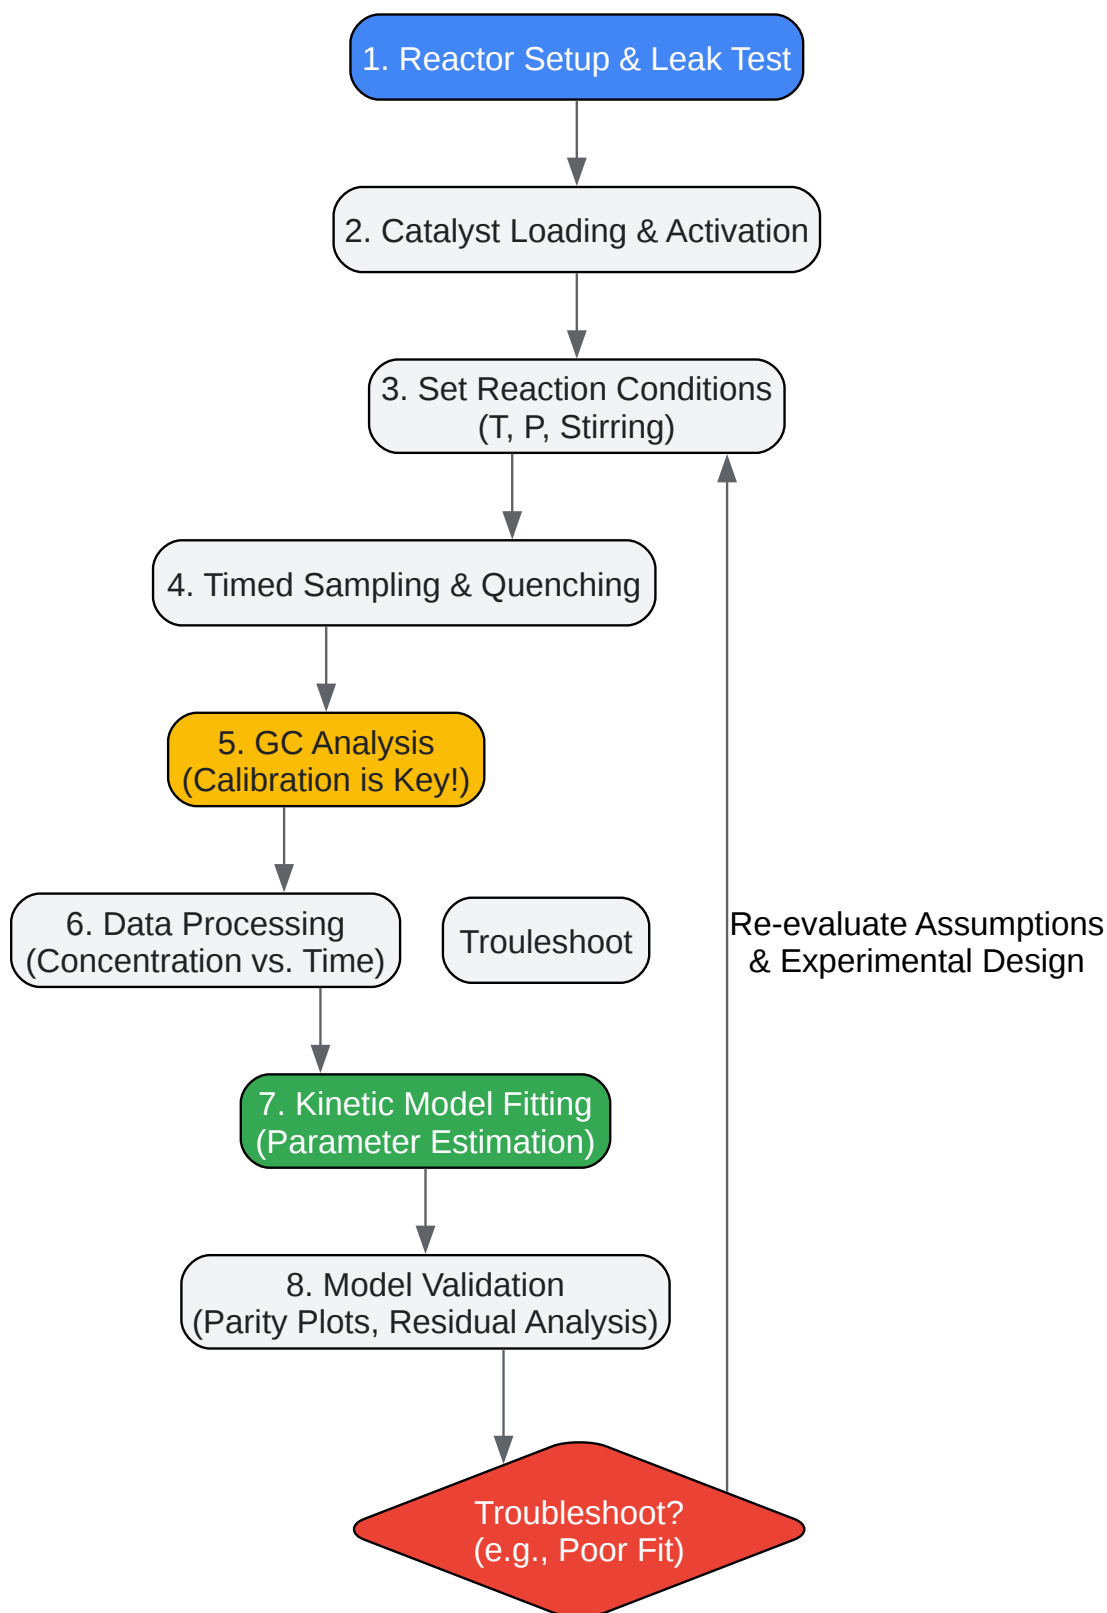 1. Reactor Setup & Leak Test
2. Catalyst Loading & Activation
3. Set Reaction Conditions
(T, P, Stirring)
4. Timed Sampling & Quenching
5. GC Analysis
(Calibration is Key!)
6. Data Processing
(Concentration vs. Time)
Trouleshoot
Re-evaluate Assumptions
& Experimental Design
7. Kinetic Model Fitting
(Parameter Estimation)
8. Model Validation
(Parity Plots, Residual Analysis)
Troubleshoot?
(e.g., Poor Fit)